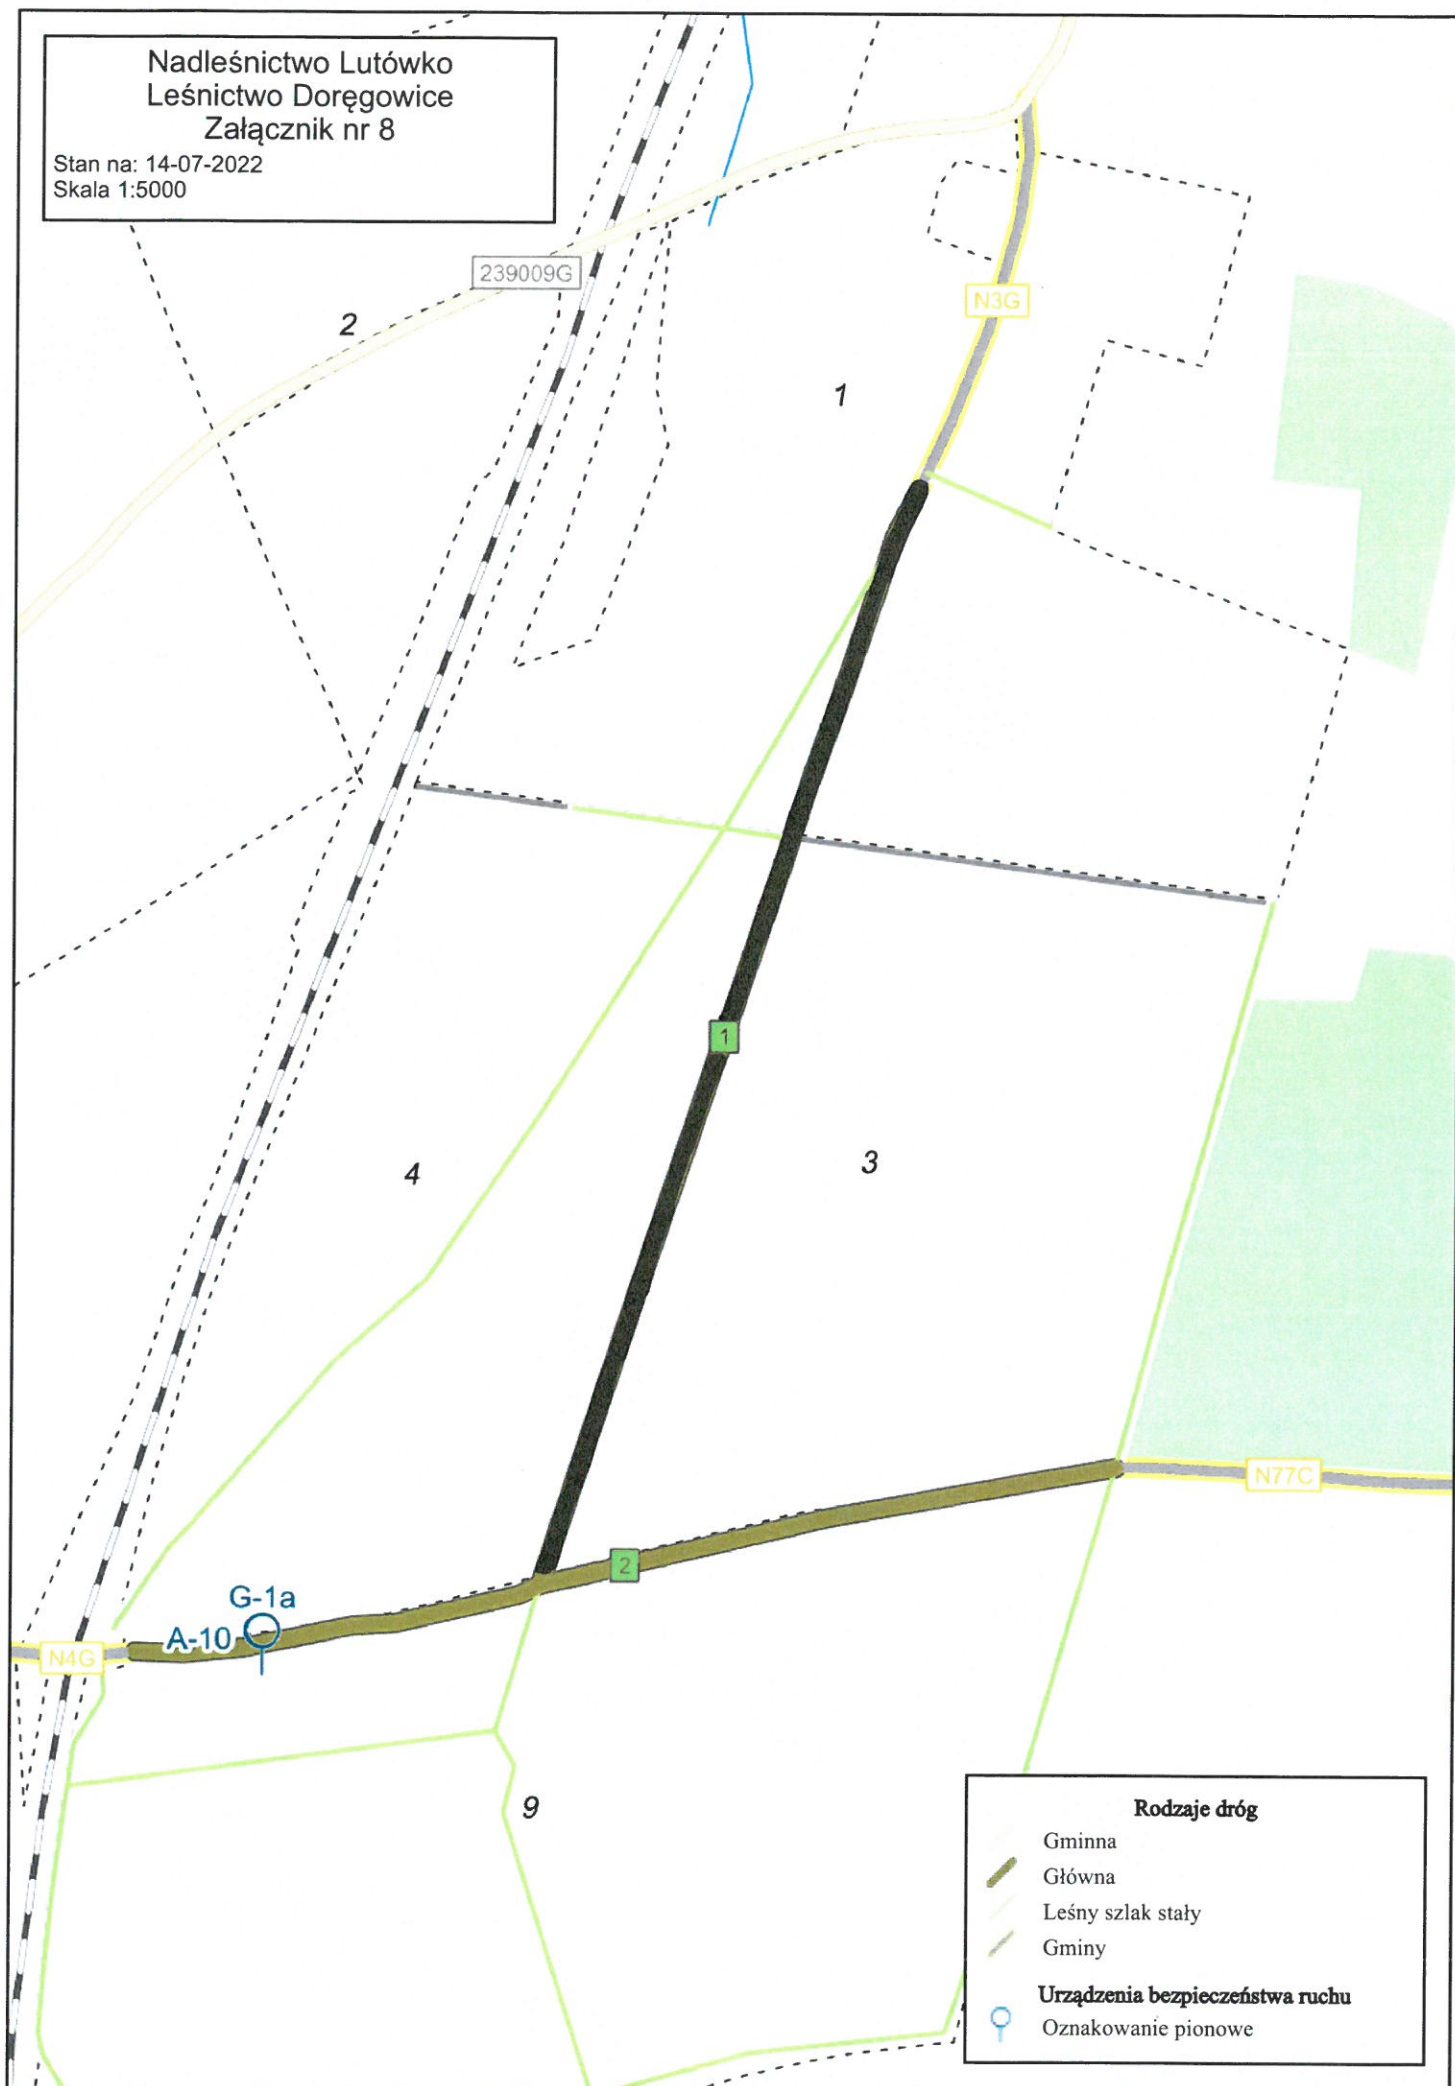 Nadleśnictwo Lutówko
Leśnictwo Doręgowice
Załącznik nr 8
Stan na: 14-07-2022
Skala 1:5000
239009G
2
N3G
1
1
4
3
N77C
2
G-1a
A-10
N4G
9
Rodzaje dróg
Gminna
Główna
Leśny szlak stały
Gminy
Urządzenia bezpieczeństwa ruchu
Oznakowanie pionowe